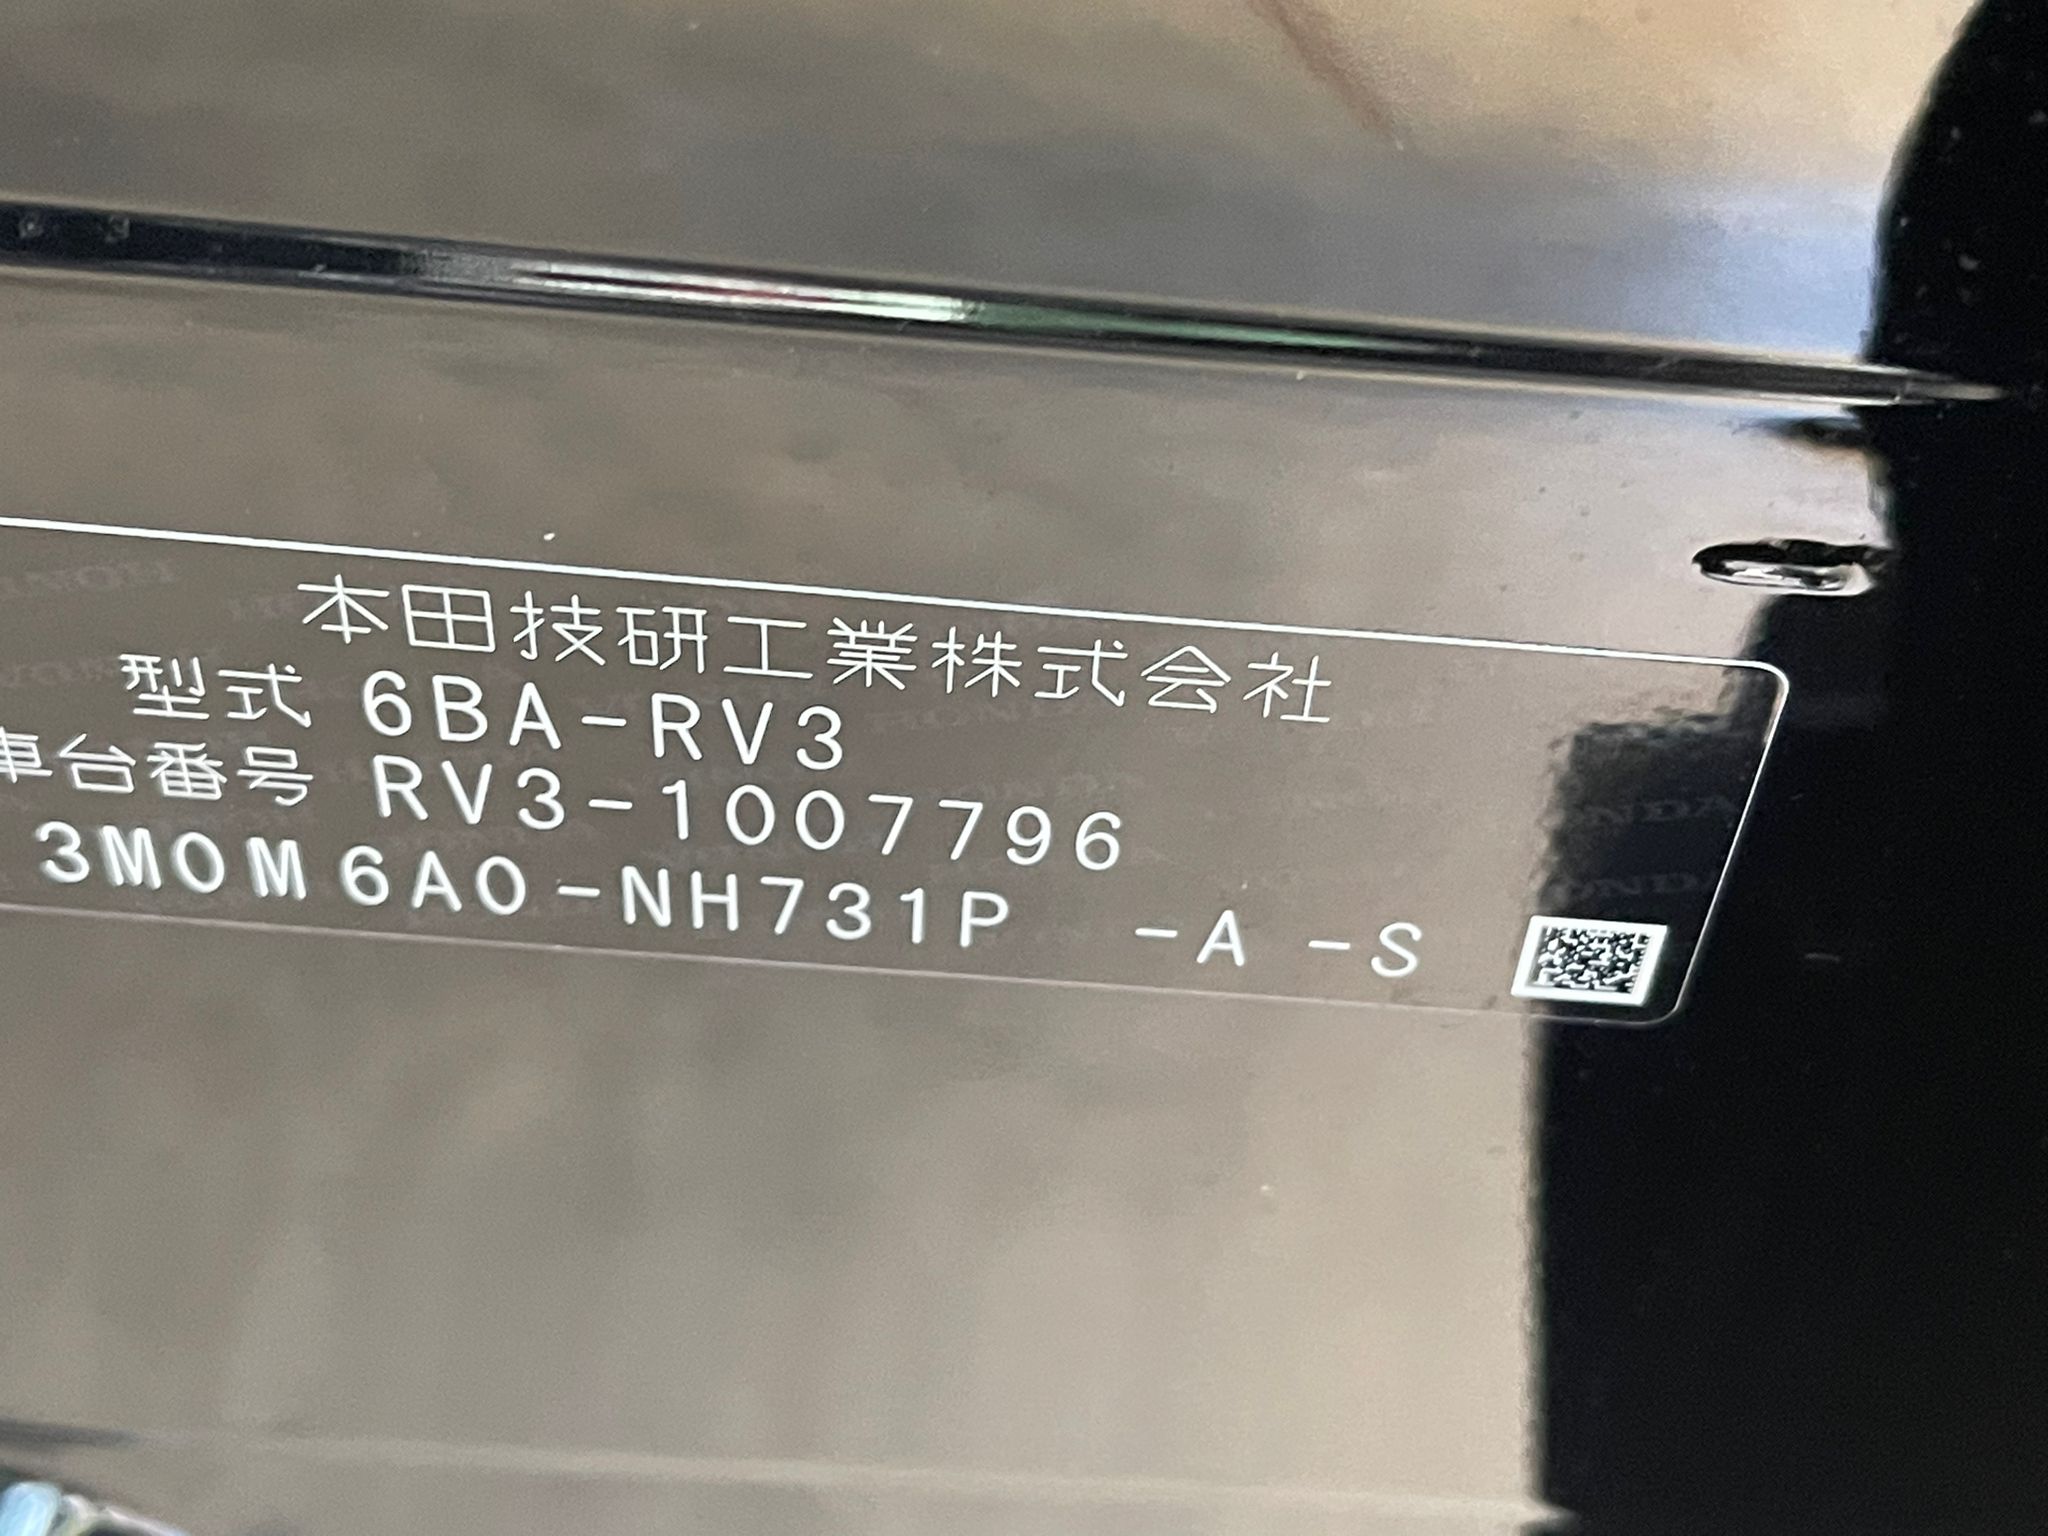 本田技研工業株式会社
型式 6BA-RV3
車台番号 RV3-1007796
3M0M6A0-NH731P -A -S